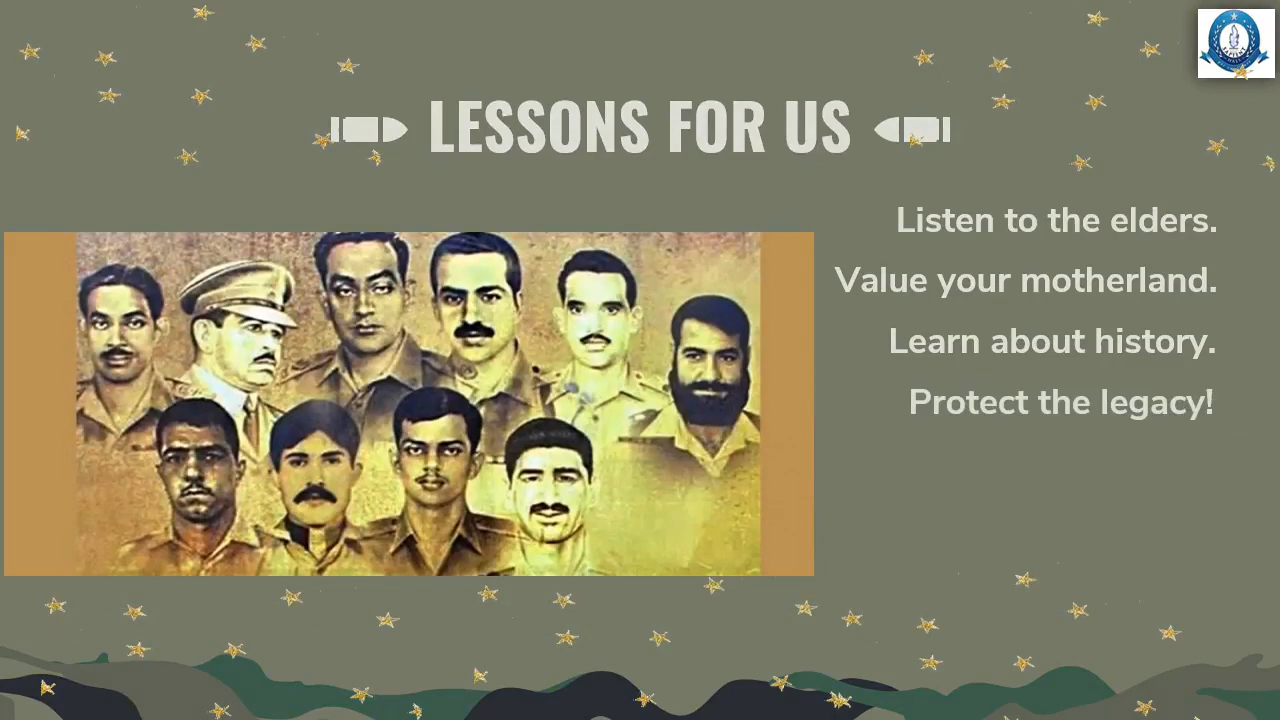 LESSONS FOR US
Listen to the elders.
Value your motherland.
Learn about history.
Protect the legacy!